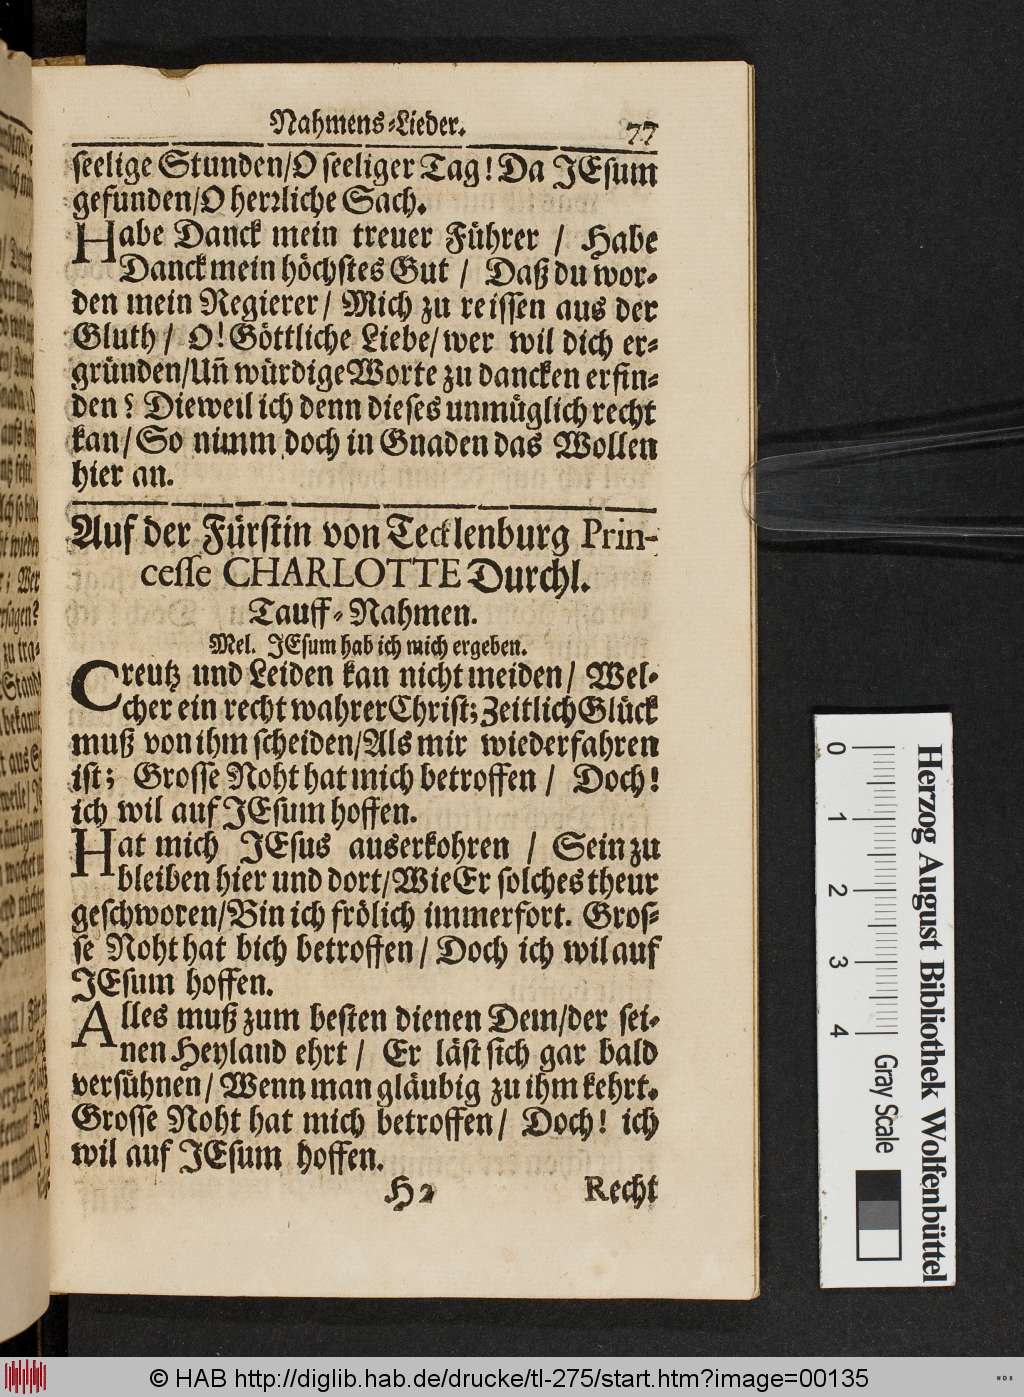 Nahmens-Lieder. 77
seelige Stunden/O seeliger Tag! Da JEsum
gefunden/O herrliche Sach.
Habe Danck mein treuer Führer / Habe
Danck mein höchstes Gut / Daß du wor-
den mein Regierer/ Mich zu reissen aus der
Gluth/ O! Göttliche Liebe/wer wil dich er-
gründen/Uñ würdige Worte zu dancken erfin-
den? Dieweil ich denn dieses unmüglich recht
kan/So nimm doch in Gnaden das Wollen
hier an.
Auf der Fürstin von Tecklenburg Prin-
cesse CHARLOTTE Durchl.
Tauff-Nahmen.
Mel. JEsum hab ich mich ergeben.
Creutz und Leiden kan nicht meiden/ Wel-
cher ein recht wahrer Christ; Zeitlich Glück
muß von ihm scheiden/Als mir wiederfahren
ist; Grosse Noht hat mich betroffen / Doch!
ich wil auf JEsum hoffen.
Hat mich JEsus auserkohren / Sein zu
bleiben hier und dort/Wie Er solches theur
geschworen/Bin ich frölich immerfort. Gros-
se Noht hat bich betroffen/ Doch ich wil auf
JEsum hoffen.
Alles muß zum besten dienen Dem/der sei-
nen Heyland ehrt / Er läst sich gar bald
versühnen/ Wenn man gläubig zu ihm kehrt.
Grosse Noht hat mich betroffen/ Doch! ich
wil auf JEsum hoffen.
H 2 Recht
0 1 2 3 4
Gray Scale
Herzog August Bibliothek Wolfenbüttel
© HAB http://diglib.hab.de/drucke/tl-275/start.htm?image=00135